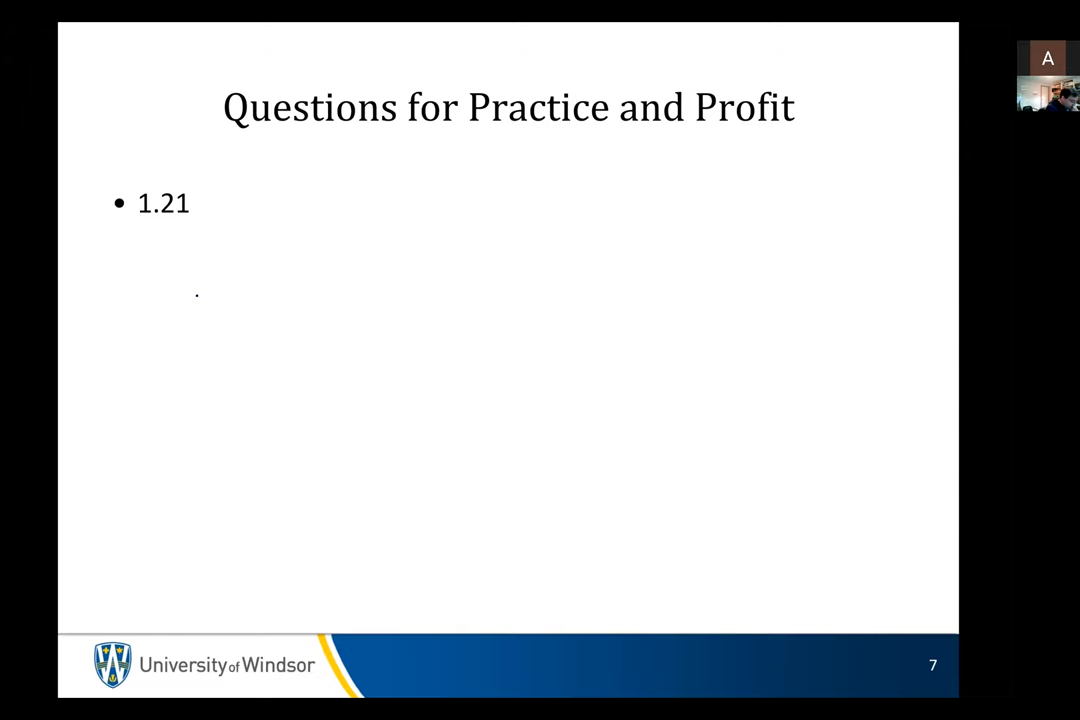 A
Questions for Practice and Profit
• 1.21
University of Windsor
7